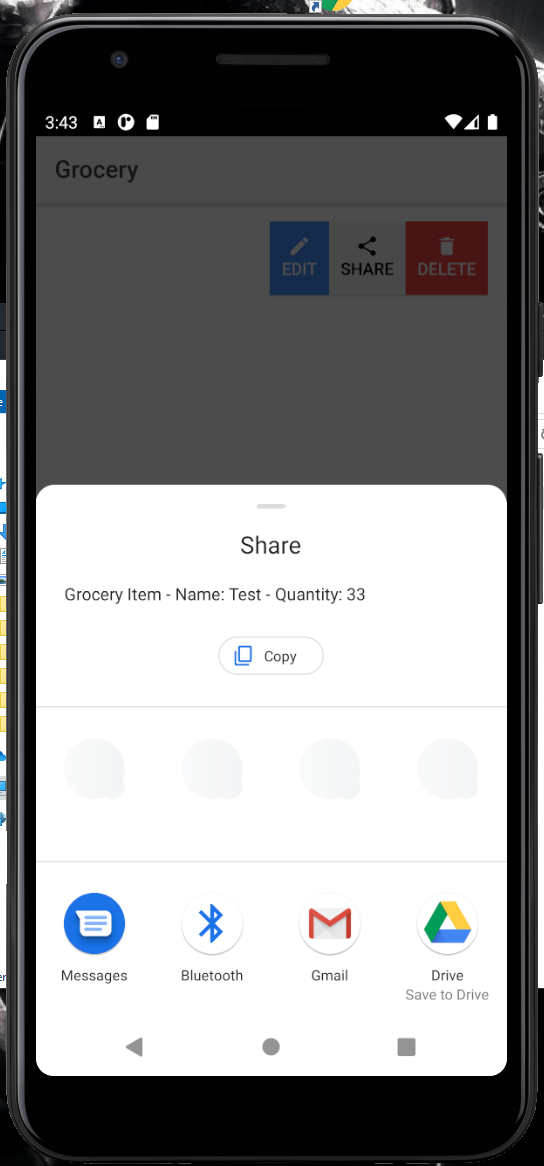 3:43
Grocery
EDIT
SHARE
DELETE
Share
Grocery Item - Name: Test - Quantity: 33
Copy
Messages
Bluetooth
Gmail
Drive
Save to Drive